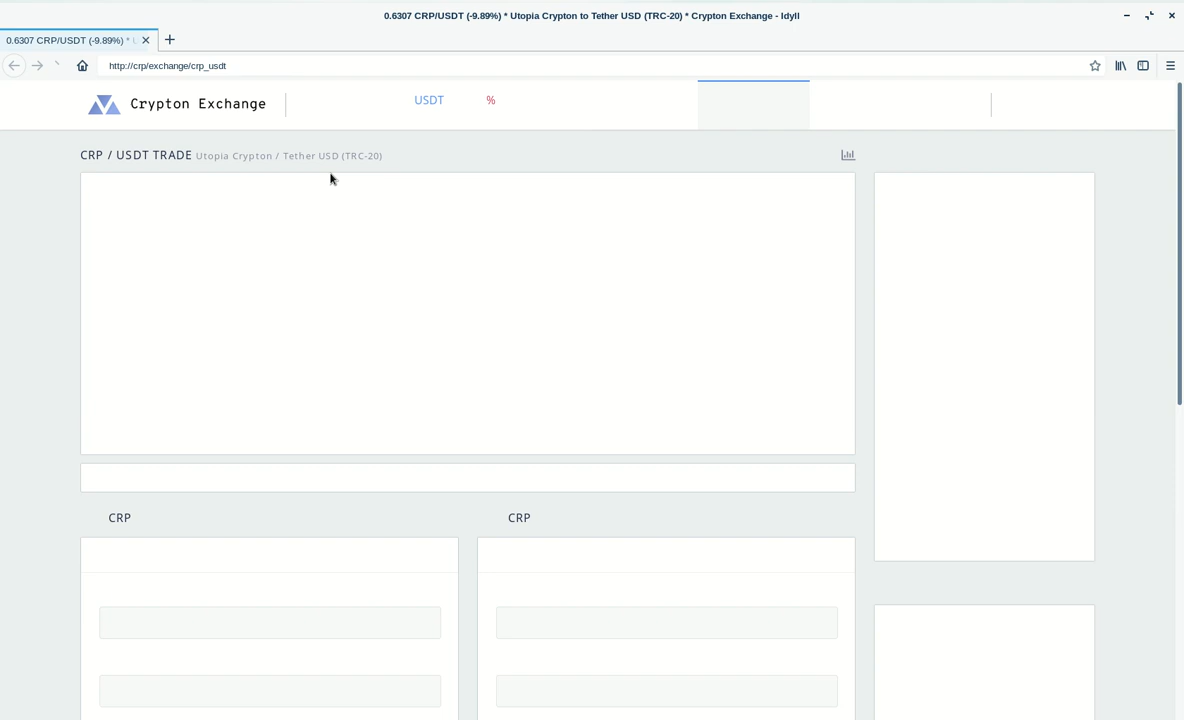 0.6307 CRP/USDT (-9.89%) * Utopia Crypton to Tether USD (TRC-20) * Crypton Exchange - Idyll
0.6307 CRP/USDT (-9.89%) *
http://crp/exchange/crp_usdt
Crypton Exchange
USDT %
CRP / USDT TRADE Utopia Crypton / Tether USD (TRC-20)
CRP
CRP